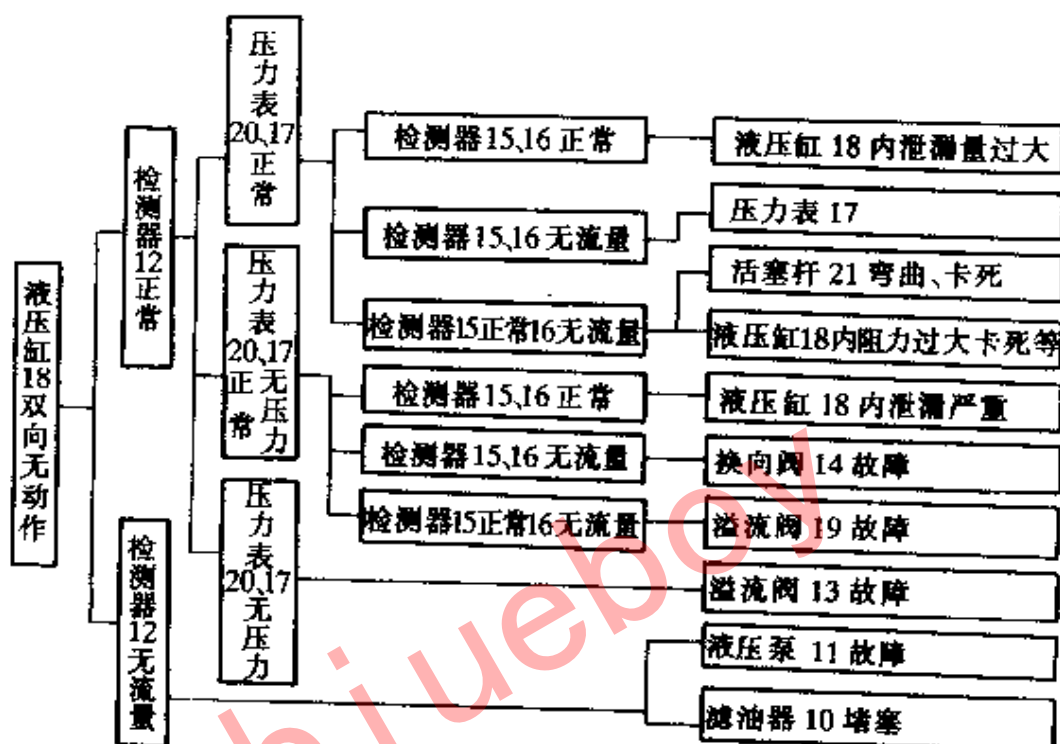 液压缸18双向无动作
检测器12正常
检测器12无流量
压力表20、17正常
压力表20、17正常无压力
压力表20、17无压力
检测器15、16正常
检测器15、16无流量
检测器15正常16无流量
检测器15、16正常
检测器15、16无流量
检测器15正常16无流量
液压缸18内泄漏量过大
压力表17
活塞杆21弯曲、卡死
液压缸18内阻力过大卡死等
液压缸18内泄漏严重
换向阀14故障
溢流阀19故障
溢流阀13故障
液压泵11故障
滤油器10堵塞
bjueboy